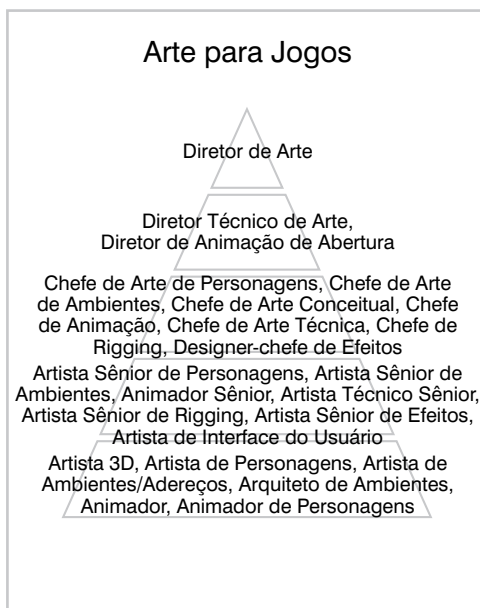 Arte para Jogos
Diretor de Arte
Diretor Técnico de Arte,
Diretor de Animação de Abertura
Chefe de Arte de Personagens, Chefe de Arte
de Ambientes, Chefe de Arte Conceitual, Chefe
de Animação, Chefe de Arte Técnica, Chefe de
Rigging, Designer-chefe de Efeitos
Artista Sênior de Personagens, Artista Sênior de
Ambientes, Animador Sênior, Artista Técnico Sênior,
Artista Sênior de Rigging, Artista Sênior de Efeitos,
Artista de Interface do Usuário
Artista 3D, Artista de Personagens, Artista de
Ambientes/Adereços, Arquiteto de Ambientes,
Animador, Animador de Personagens